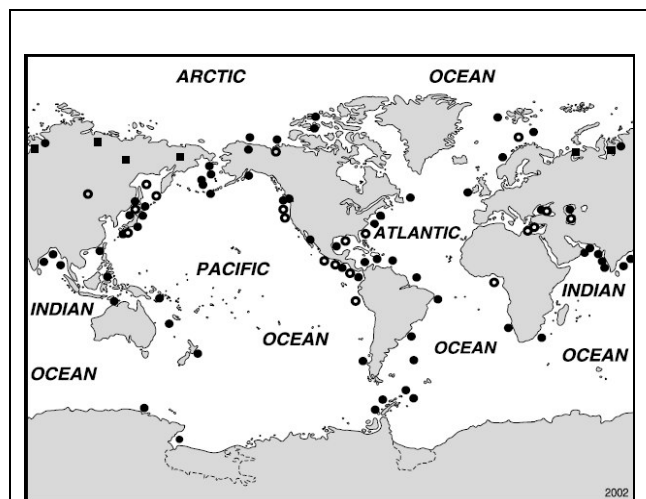 ARCTIC OCEAN
ATLANTIC
PACIFIC
INDIAN INDIAN
OCEAN OCEAN
OCEAN OCEAN
2002